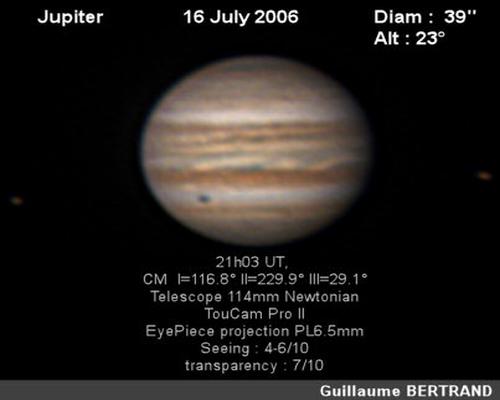 Jupiter 16 July 2006 Diam : 39''
Alt : 23°
21h03 UT,
CM I=116.8° II=229.9° III=29.1°
Telescope 114mm Newtonian
TouCam Pro II
EyePiece projection PL6.5mm
Seeing : 4-6/10
transparency : 7/10
Guillaume BERTRAND